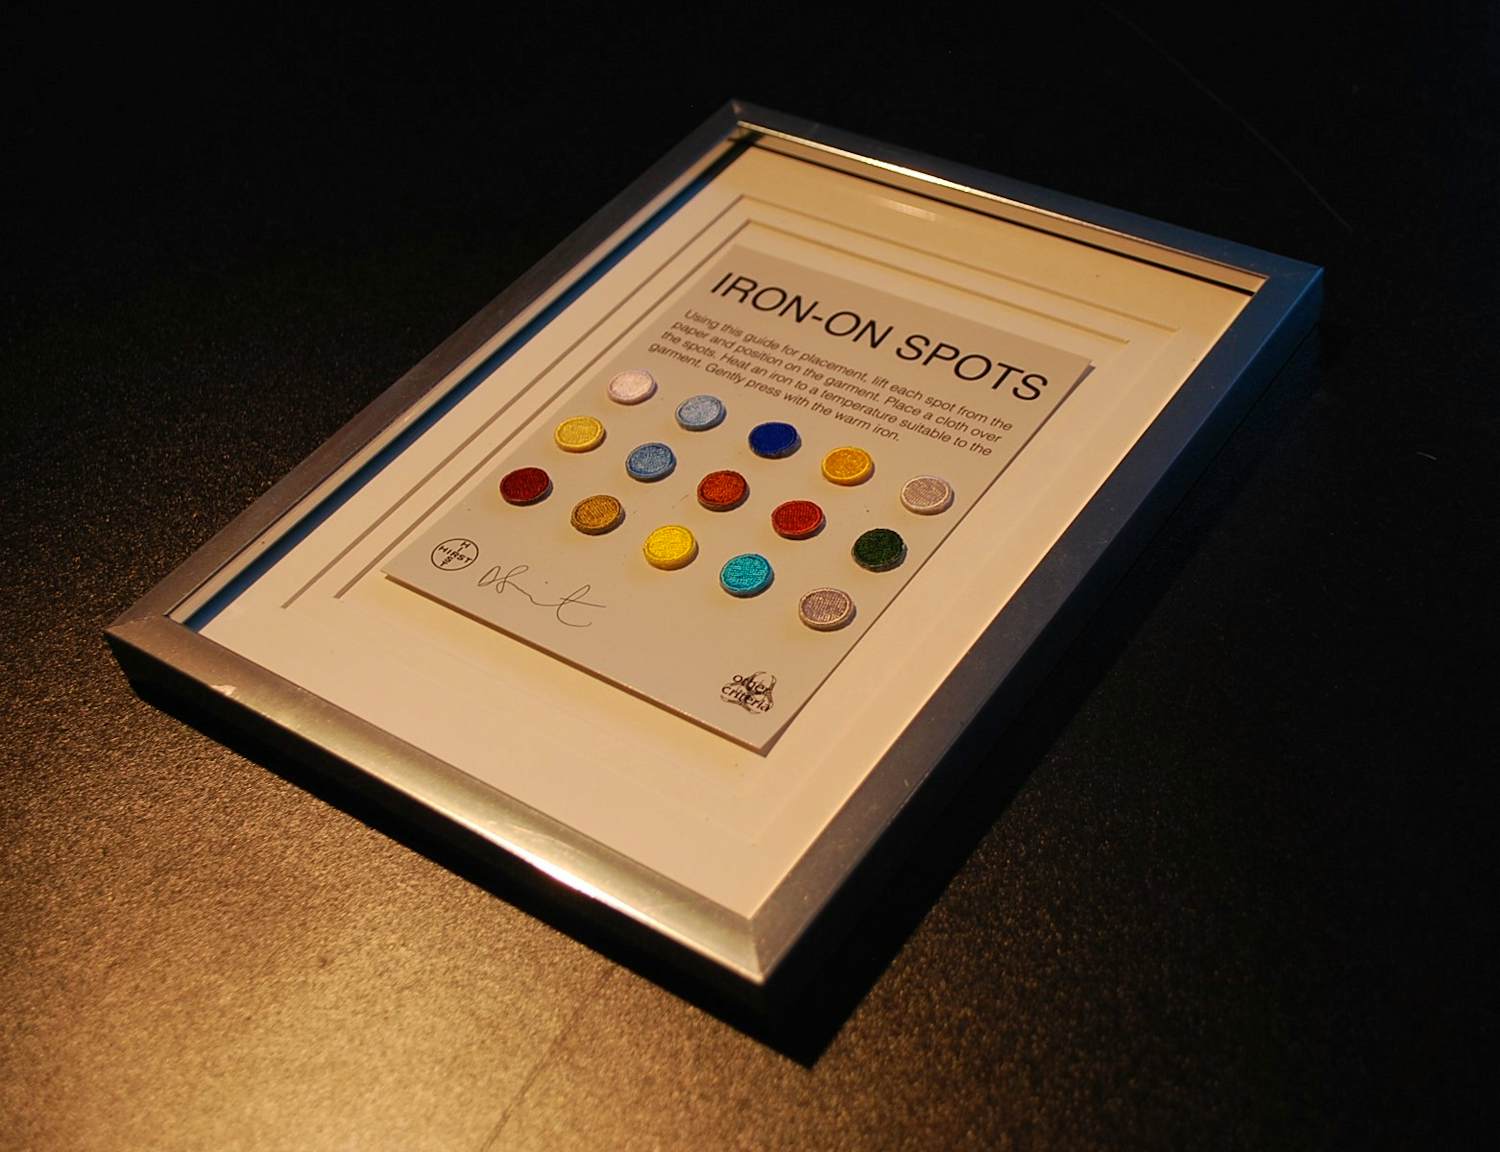 IRON-ON SPOTS
Using this guide for placement, lift each spot from the
paper and position on the garment. Place a cloth over
the spots. Heat an iron to a temperature suitable to the
garment. Gently press with the warm iron.
HIRST
other
criteria